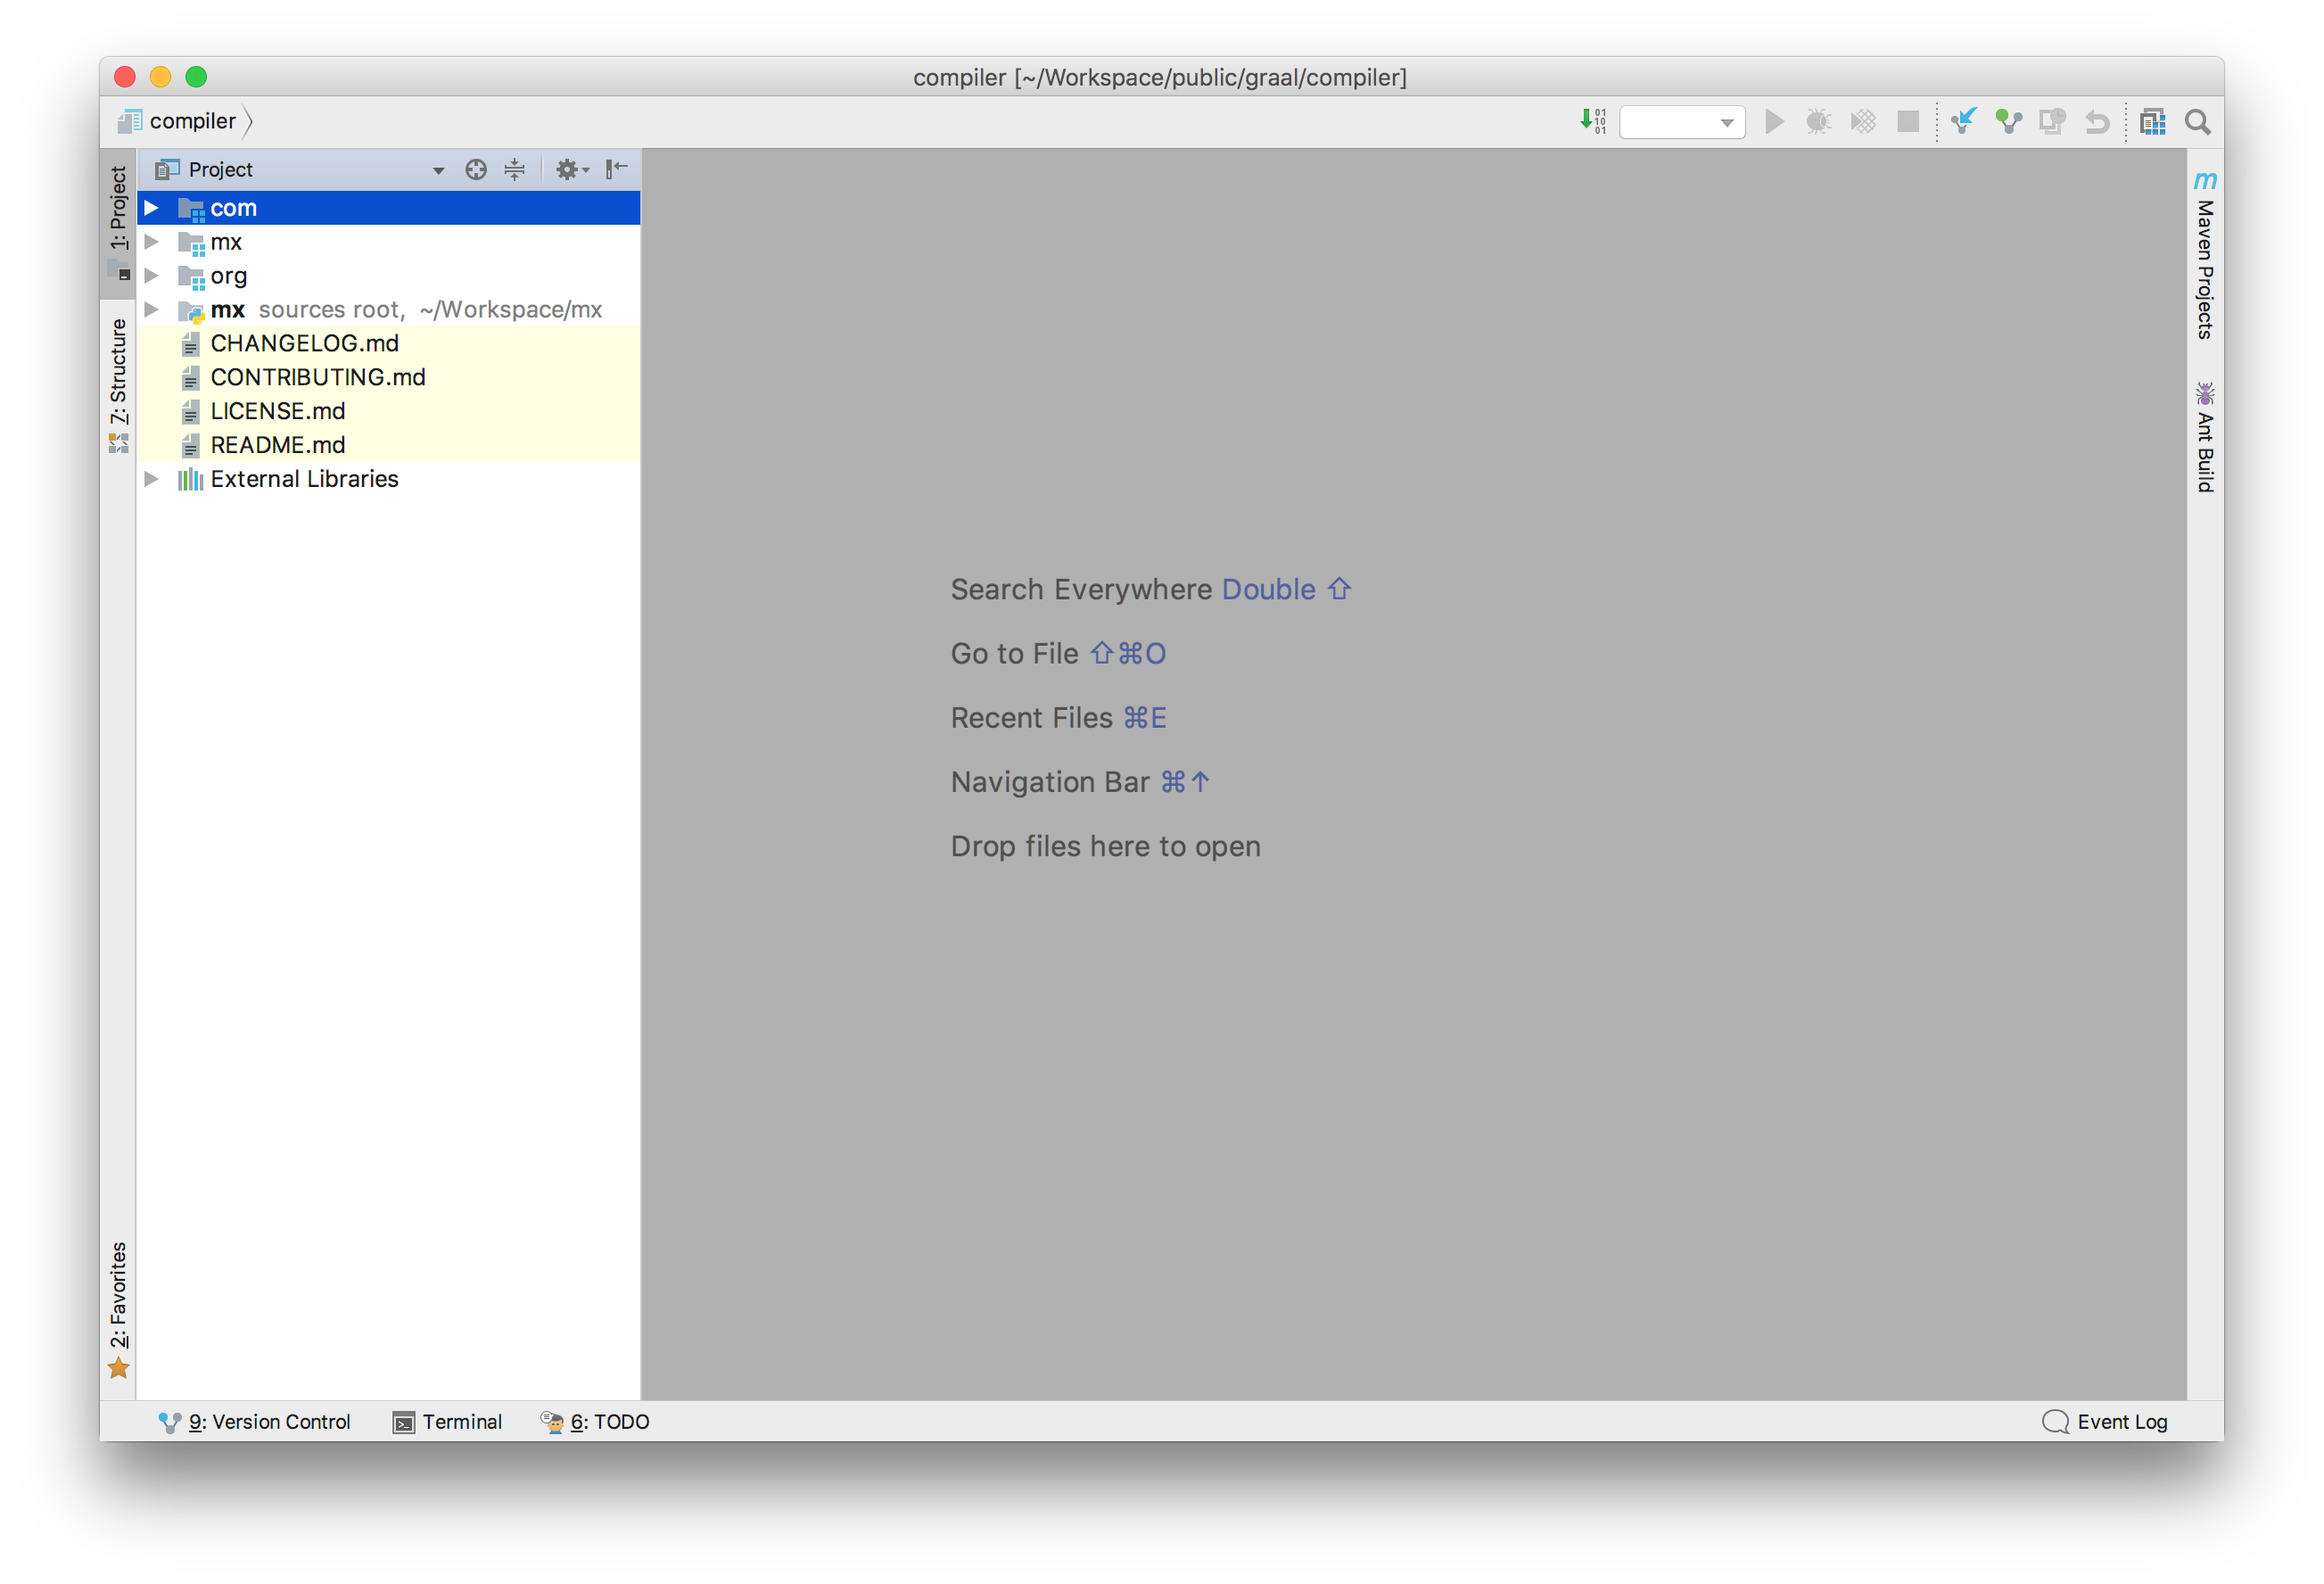 compiler [~/Workspace/public/graal/compiler]
compiler
01
10
01
Project
1: Project
7: Structure
2: Favorites
com
mx
org
mx sources root, ~/Workspace/mx
CHANGELOG.md
CONTRIBUTING.md
LICENSE.md
README.md
External Libraries
Search Everywhere Double ⇧
Go to File ⇧⌘O
Recent Files ⌘E
Navigation Bar ⌘↑
Drop files here to open
m
Maven Projects
Ant Build
9: Version Control
Terminal
6: TODO
Event Log